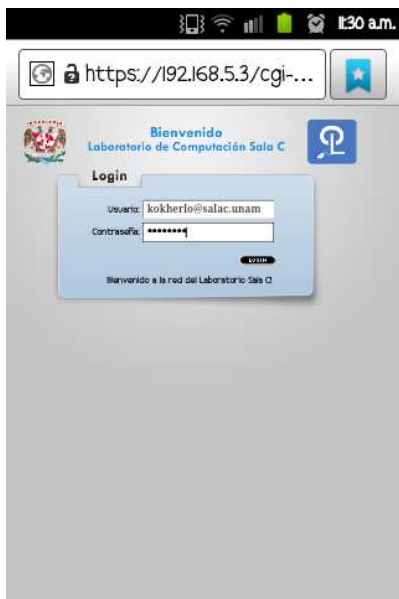 11:30 a.m.
https://192.168.5.3/cgi-...
INGENIERIA
Bienvenido
Laboratorio de Computación Sala C
Login
Usuario: kokherlo@salac.unam
Contraseña: ••••••••
LOGIN
Bienvenido a la red del Laboratorio Sala C!